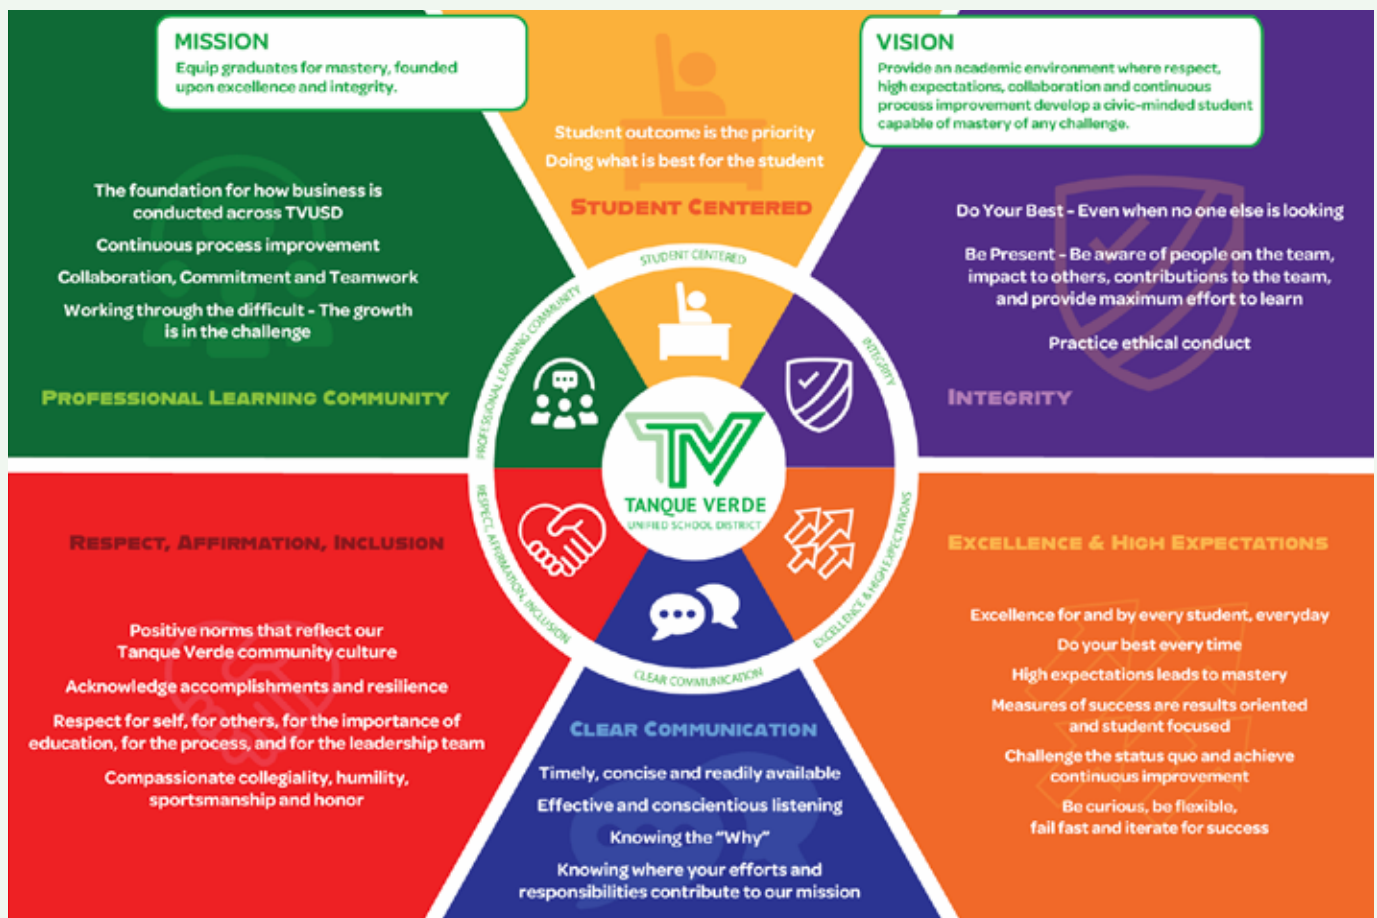 MISSION
Equip graduates for mastery, founded
upon excellence and integrity.
VISION
Provide an academic environment where respect,
high expectations, collaboration and continuous
process improvement develop a civic-minded student
capable of mastery of any challenge.
Student outcome is the priority
Doing what is best for the student
STUDENT CENTERED
The foundation for how business is
conducted across TVUSD
Continuous process improvement
Collaboration, Commitment and Teamwork
Working through the difficult - The growth
is in the challenge
PROFESSIONAL LEARNING COMMUNITY
Do Your Best - Even when no one else is looking
Be Present - Be aware of people on the team,
impact to others, contributions to the team,
and provide maximum effort to learn
Practice ethical conduct
INTEGRITY
STUDENT CENTERED
INTEGRITY
EXCELLENCE & HIGH EXPECTATIONS
CLEAR COMMUNICATION
RESPECT, AFFIRMATION, INCLUSION
PROFESSIONAL LEARNING COMMUNITY
TV
TANQUE VERDE
UNIFIED SCHOOL DISTRICT
RESPECT, AFFIRMATION, INCLUSION
Positive norms that reflect our
Tanque Verde community culture
Acknowledge accomplishments and resilience
Respect for self, for others, for the importance of
education, for the process, and for the leadership team
Compassionate collegiality, humility,
sportsmanship and honor
CLEAR COMMUNICATION
Timely, concise and readily available
Effective and conscientious listening
Knowing the "Why"
Knowing where your efforts and
responsibilities contribute to our mission
EXCELLENCE & HIGH EXPECTATIONS
Excellence for and by every student, everyday
Do your best every time
High expectations leads to mastery
Measures of success are results oriented
and student focused
Challenge the status quo and achieve
continuous improvement
Be curious, be flexible,
fail fast and iterate for success